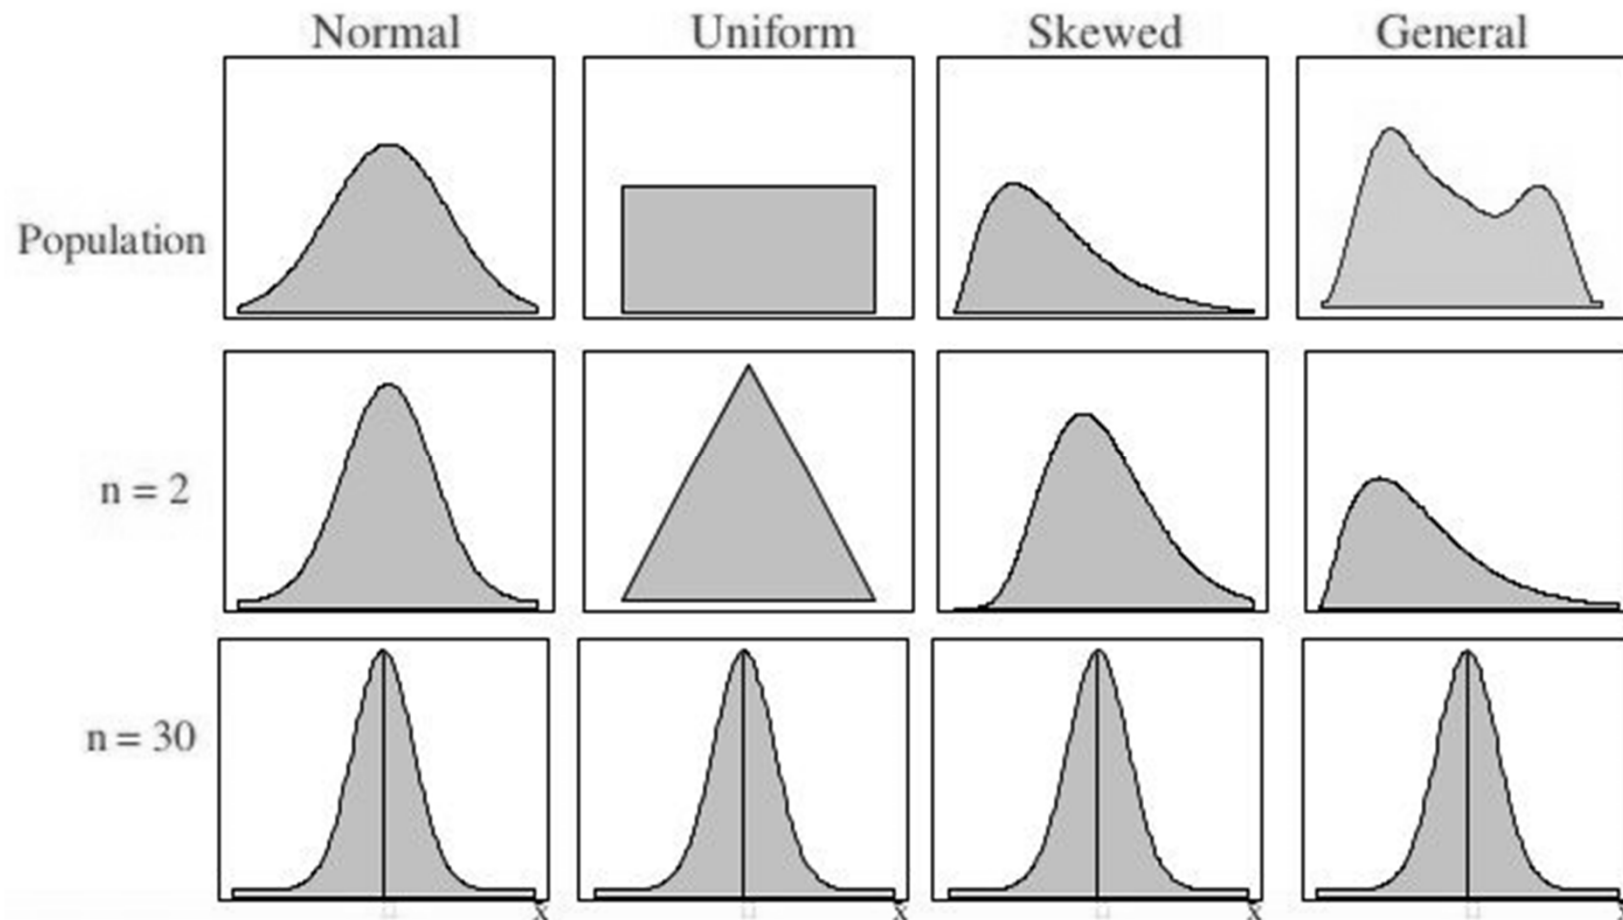 Normal Uniform Skewed General
Population
n = 2
n = 30
x x x